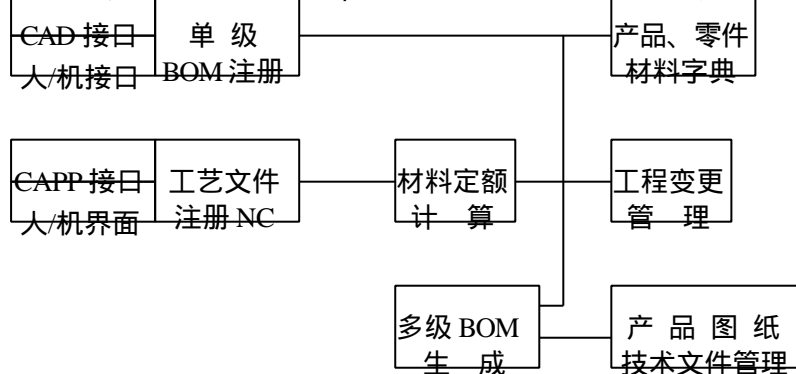 CAD 接口
人/机接口
单 级
BOM 注册
产品、零件
材料字典
CAPP 接口
人/机界面
工艺文件
注册 NC
材料定额
计 算
工程变更
管 理
多级 BOM
生 成
产 品 图 纸
技术文件管理